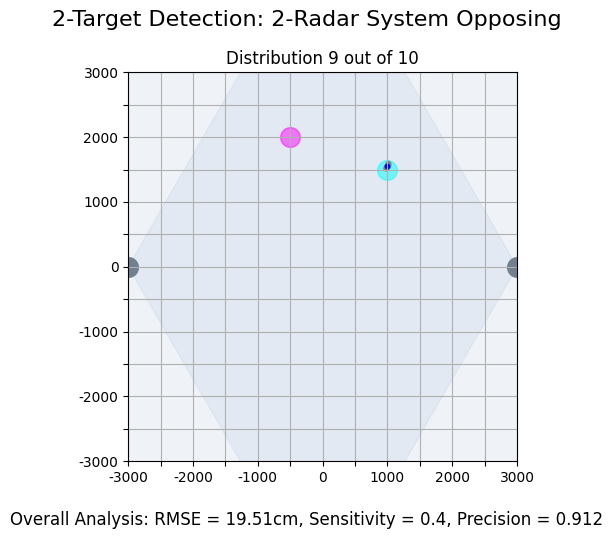 2-Target Detection: 2-Radar System Opposing
Distribution 9 out of 10
3000
2000
1000
0
-1000
-2000
-3000
-3000 -2000 -1000 0 1000 2000 3000
Overall Analysis: RMSE = 19.51cm, Sensitivity = 0.4, Precision = 0.912